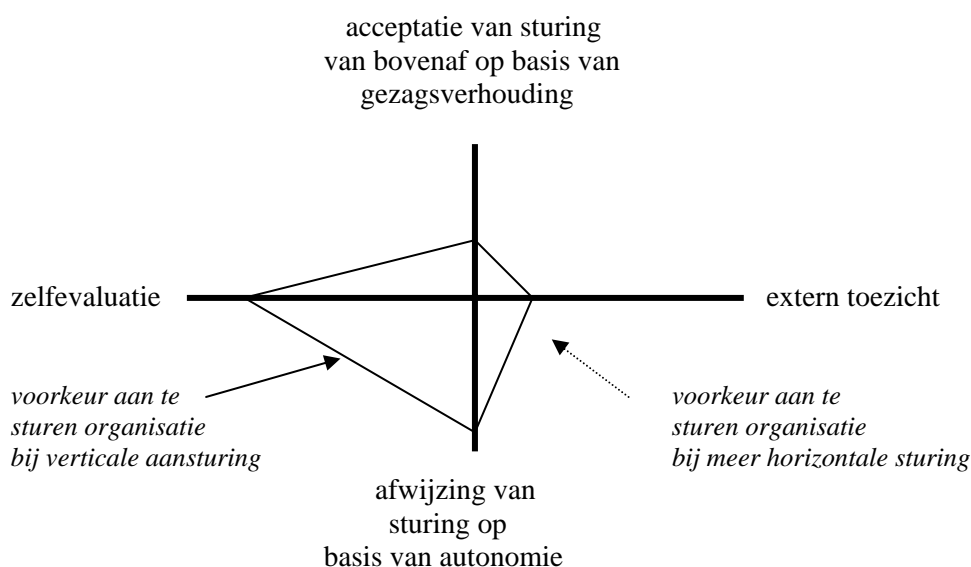 acceptatie van sturing
van bovenaf op basis van
gezagsverhouding
zelfevaluatie
extern toezicht
voorkeur aan te
sturen organisatie
bij verticale aansturing
voorkeur aan te
sturen organisatie
bij meer horizontale sturing
afwijzing van
sturing op
basis van autonomie